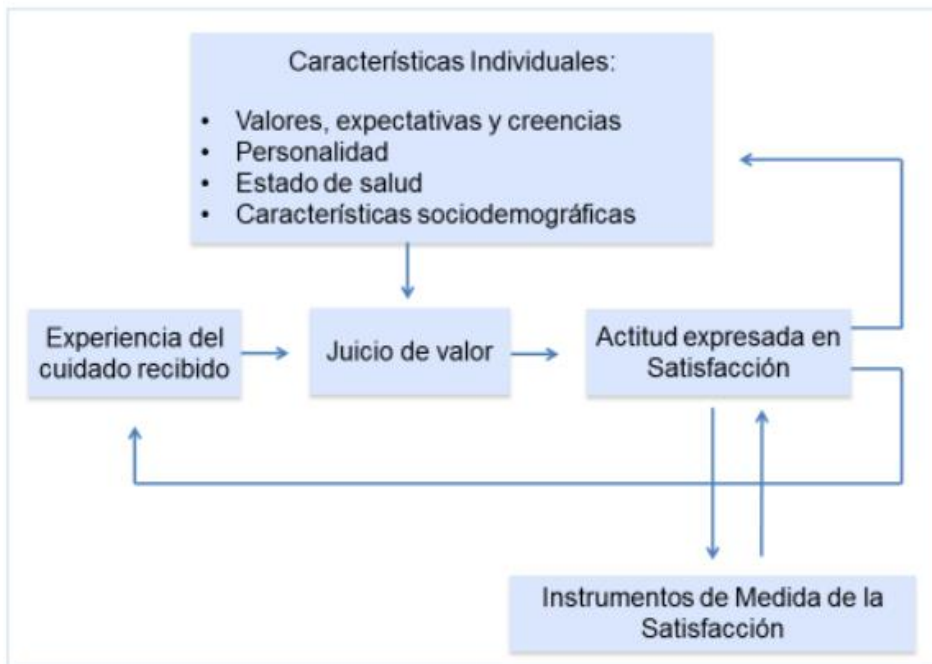 Características Individuales:
• Valores, expectativas y creencias
• Personalidad
• Estado de salud
• Características sociodemográficas
Experiencia del
cuidado recibido
Juicio de valor
Actitud expresada en
Satisfacción
Instrumentos de Medida de la
Satisfacción